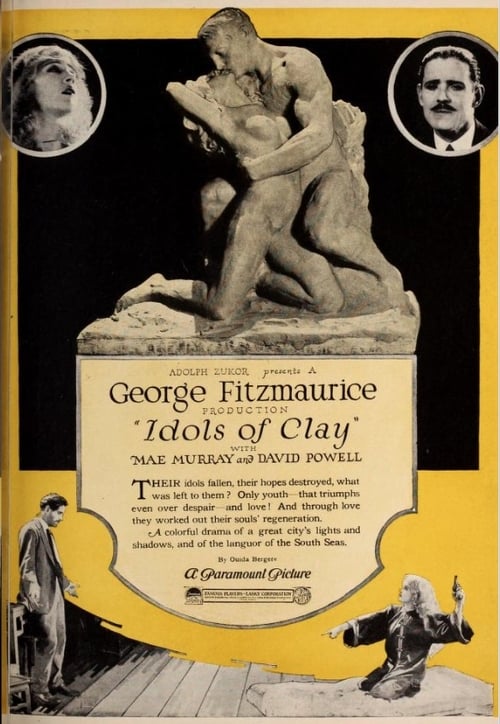 ADOLPH ZUKOR presents A
George Fitzmaurice
PRODUCTION
"Idols of Clay"
WITH
MAE MURRAY and DAVID POWELL
THEIR idols fallen, their hopes destroyed, what
was left to them? Only youth—that triumphs
even over despair—and love! And through love
they worked out their souls' regeneration.
A colorful drama of a great city's lights and
shadows, and of the languor of the South Seas.
By Ouida Bergere
A Paramount Picture
FAMOUS PLAYERS-LASKY CORPORATION